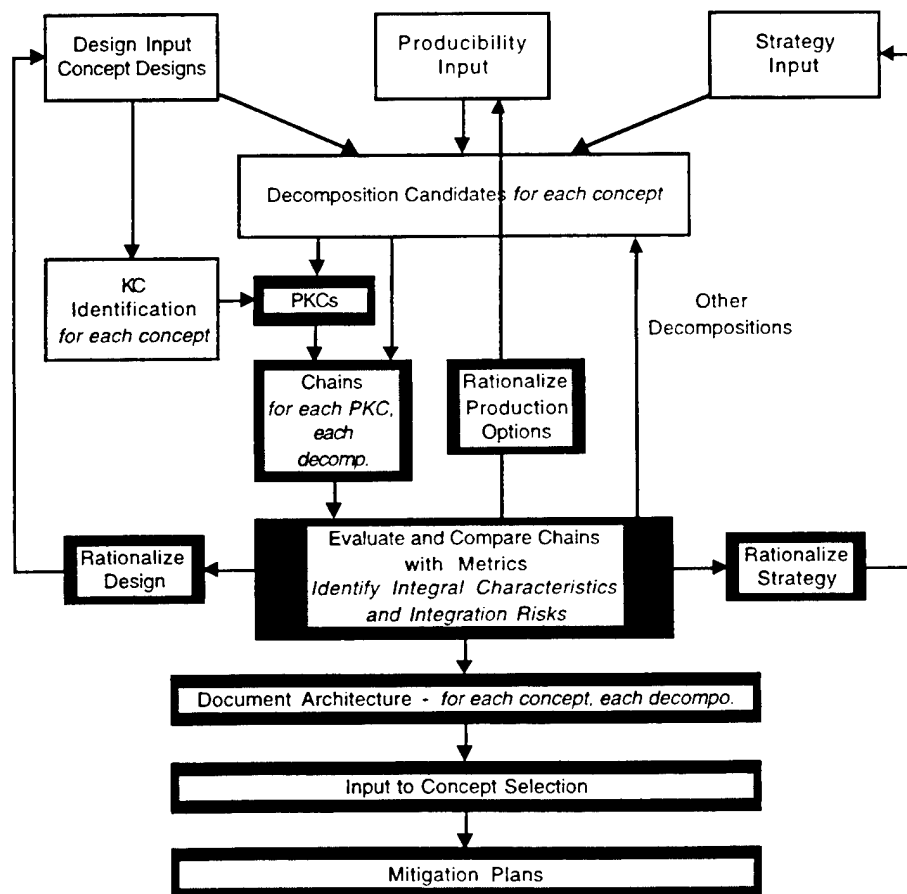 Design Input
Concept Designs
Producibility
Input
Strategy
Input
Decomposition Candidates for each concept
KC
Identification
for each concept
PKCs
Other
Decompositions
Chains
for each PKC,
each
decomp.
Rationalize
Production
Options
Rationalize
Design
Evaluate and Compare Chains
with Metrics
Identify Integral Characteristics
and Integration Risks
Rationalize
Strategy
Document Architecture - for each concept, each decompo.
Input to Concept Selection
Mitigation Plans